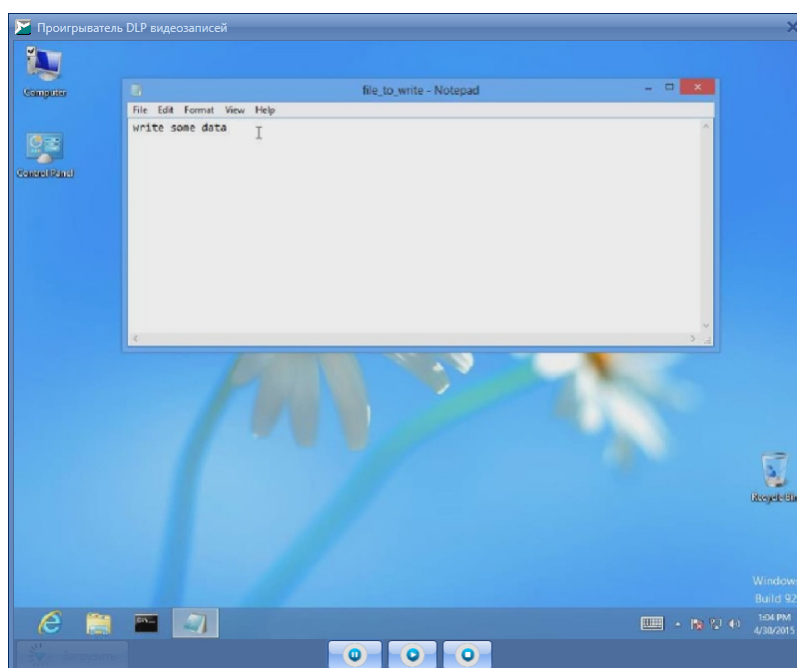 Проигрыватель DLP видеозаписей
Computer
file_to_write - Notepad
File Edit Format View Help
write some data
Control Panel
Recycle Bin
Windows
Build 92
1:04 PM
4/30/2015
Загрузить